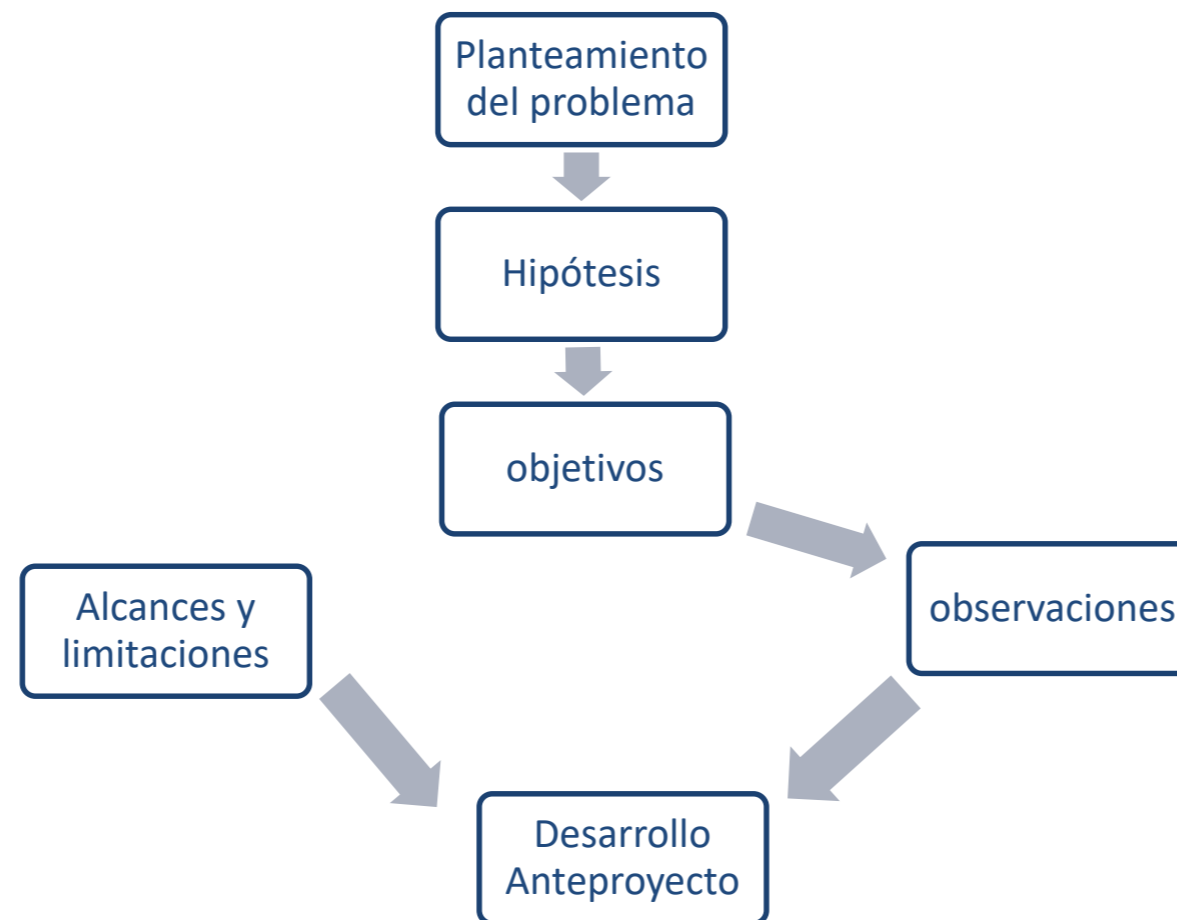 Planteamiento
del problema
Hipótesis
objetivos
Alcances y
limitaciones
observaciones
Desarrollo
Anteproyecto